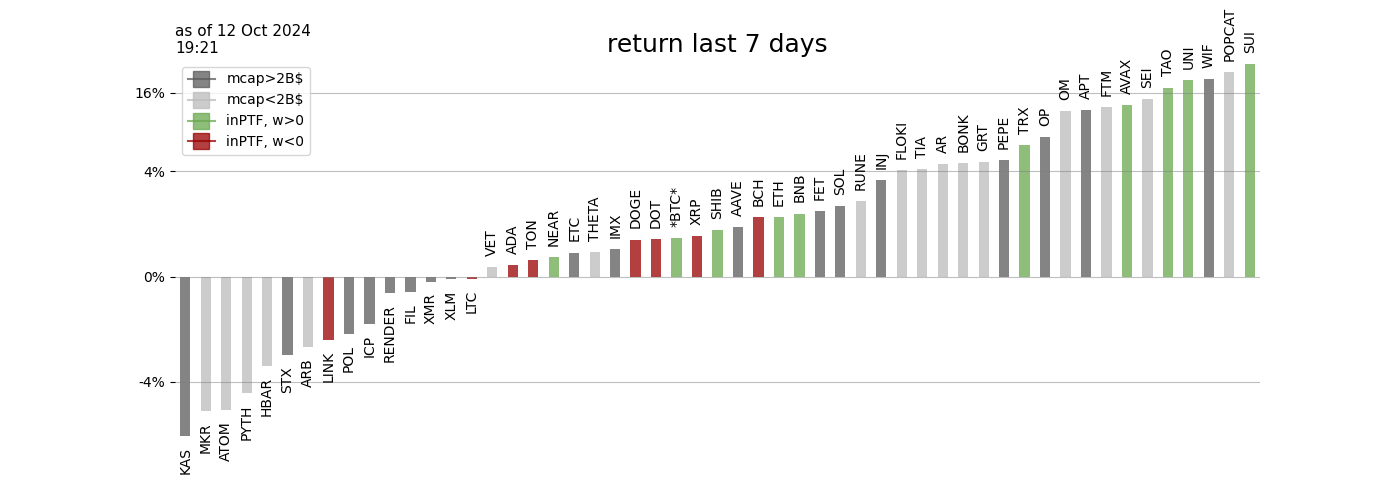 as of 12 Oct 2024
19:21
return last 7 days
mcap>2B$
mcap<2B$
inPTF, w>0
inPTF, w<0
16%
4%
0%
-4%
KAS
MKR
ATOM
PYTH
HBAR
STX
ARB
LINK
POL
ICP
RENDER
FIL
XMR
XLM
LTC
VET
ADA
TON
NEAR
ETC
THETA
IMX
DOGE
DOT
*BTC*
XRP
SHIB
AAVE
BCH
ETH
BNB
FET
SOL
RUNE
INJ
FLOKI
TIA
AR
BONK
GRT
PEPE
TRX
OP
OM
APT
FTM
AVAX
SEI
TAO
UNI
WIF
POPCAT
SUI